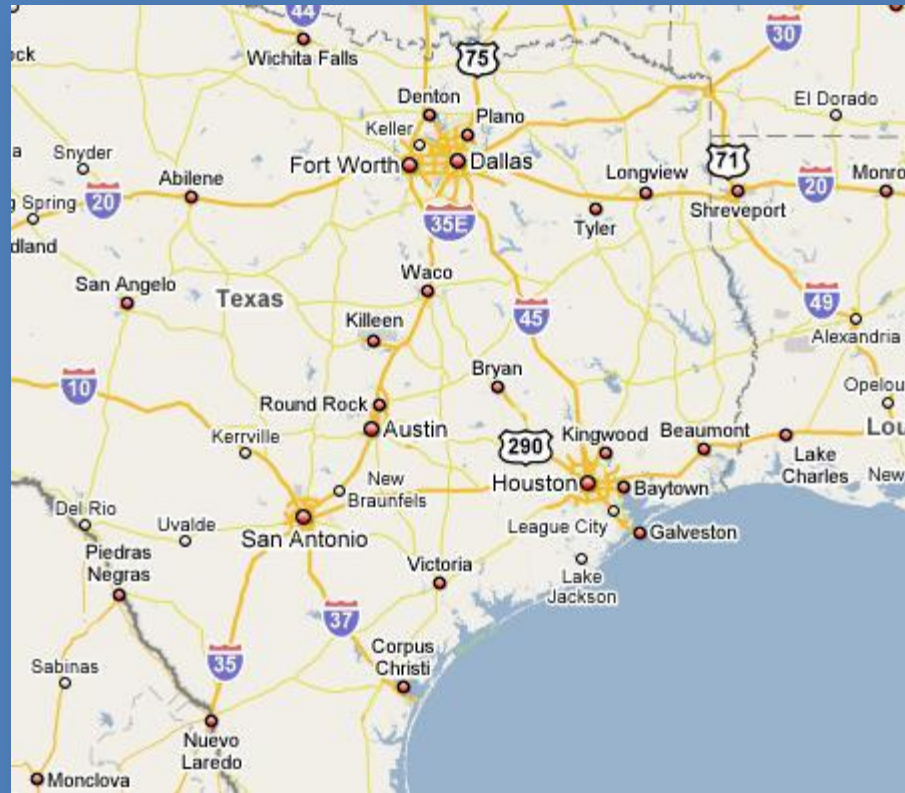 44
30
ock
Wichita Falls
75
Denton
Plano
El Dorado
Keller
a
Snyder
Fort Worth
Dallas
71
Abilene
Longview
20
20
Monro
g Spring
Shreveport
35E
Tyler
dland
Waco
San Angelo
Texas
49
45
Killeen
Alexandria
Bryan
10
Opelou
Round Rock
Austin
Kerrville
290
Kingwood
Beaumont
Lou
Lake
Charles
New
New
Braunfels
Houston
Baytown
Del Rio
Uvalde
League City
San Antonio
Galveston
Piedras
Negras
Victoria
Lake
Jackson
37
Corpus
Christi
Sabinas
35
Nuevo
Laredo
Monclova